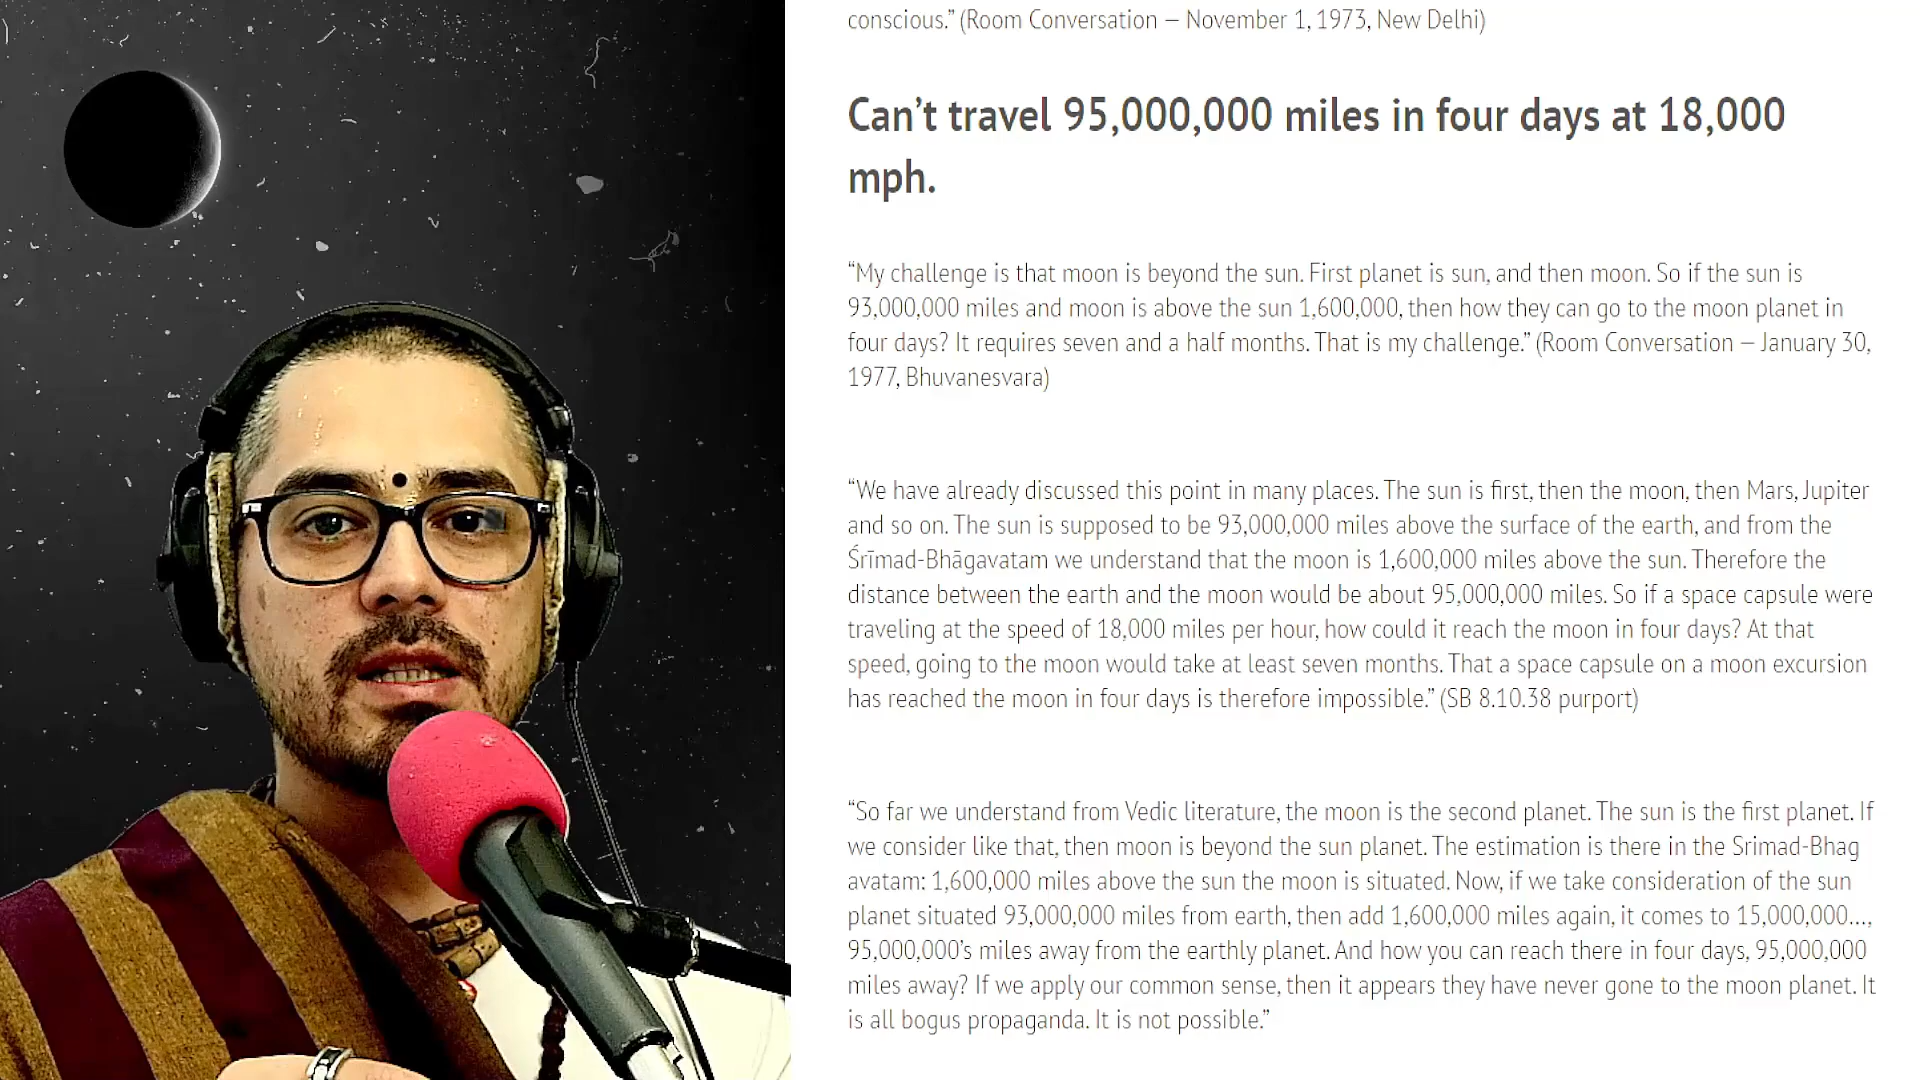 conscious.” (Room Conversation – November 1, 1973, New Delhi)
Can’t travel 95,000,000 miles in four days at 18,000
mph.
“My challenge is that moon is beyond the sun. First planet is sun, and then moon. So if the sun is
93,000,000 miles and moon is above the sun 1,600,000, then how they can go to the moon planet in
four days? It requires seven and a half months. That is my challenge.” (Room Conversation – January 30,
1977, Bhuvanesvara)
“We have already discussed this point in many places. The sun is first, then the moon, then Mars, Jupiter
and so on. The sun is supposed to be 93,000,000 miles above the surface of the earth, and from the
Śrīmad-Bhāgavatam we understand that the moon is 1,600,000 miles above the sun. Therefore the
distance between the earth and the moon would be about 95,000,000 miles. So if a space capsule were
traveling at the speed of 18,000 miles per hour, how could it reach the moon in four days? At that
speed, going to the moon would take at least seven months. That a space capsule on a moon excursion
has reached the moon in four days is therefore impossible.” (SB 8.10.38 purport)
“So far we understand from Vedic literature, the moon is the second planet. The sun is the first planet. If
we consider like that, then moon is beyond the sun planet. The estimation is there in the Srimad-Bhag
avatam: 1,600,000 miles above the sun the moon is situated. Now, if we take consideration of the sun
planet situated 93,000,000 miles from earth, then add 1,600,000 miles again, it comes to 15,000,000…,
95,000,000’s miles away from the earthly planet. And how you can reach there in four days, 95,000,000
miles away? If we apply our common sense, then it appears they have never gone to the moon planet. It
is all bogus propaganda. It is not possible.”